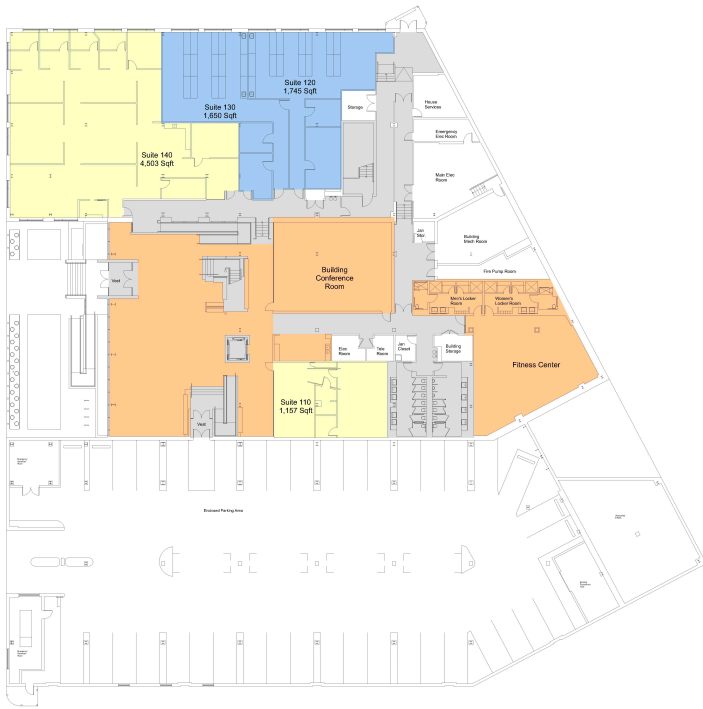 Suite 120
1,745 Sqft
Suite 130
1,650 Sqft
Storage
House
Services
Emergency
Elec Room
Suite 140
4,503 Sqft
Main Elec
Room
Jan
Stor.
Building
Mech Room
Building
Conference
Room
Fire Pump Room
Vest
Men's Locker
Room
Women's
Locker Room
Elec
Room
Tele
Room
Jan
Closet
Building
Storage
Fitness Center
Suite 110
1,157 Sqft
Vest
Enclosed Parking Area